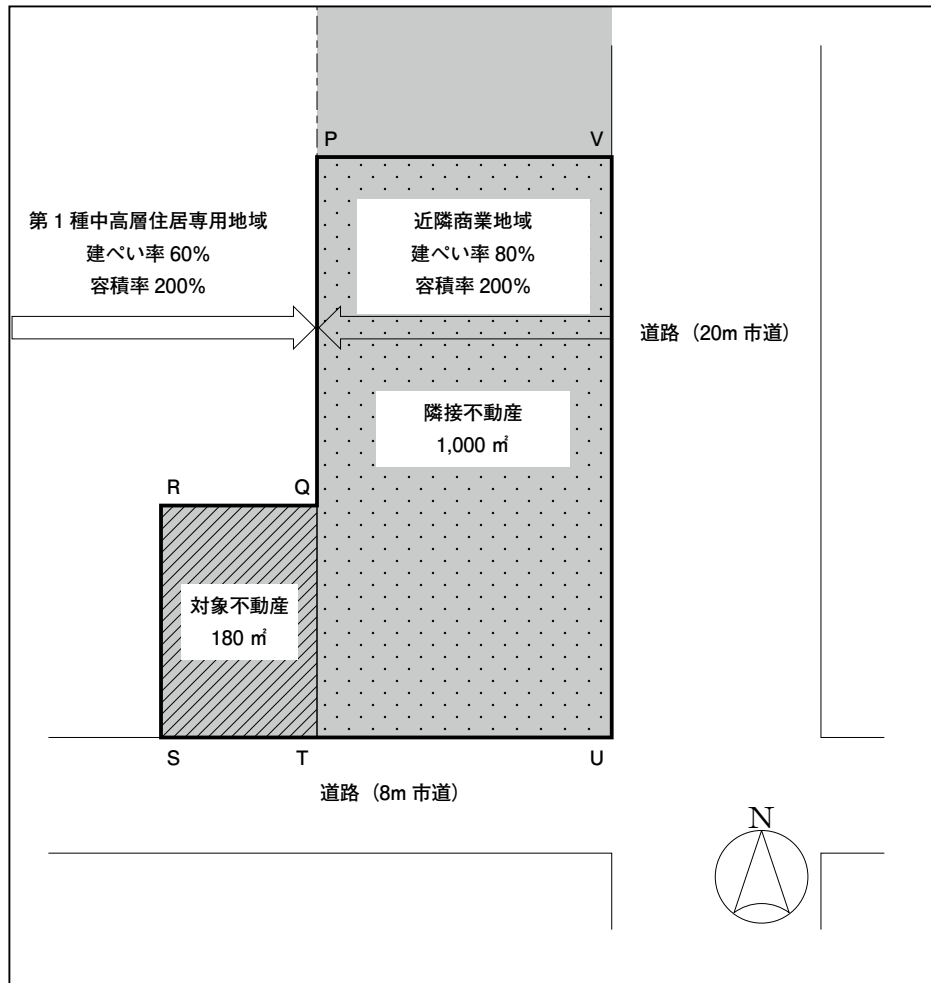 P
V
第1種中高層住居専用地域
建ぺい率 60%
容積率 200%
近隣商業地域
建ぺい率 80%
容積率 200%
道路（20m 市道）
隣接不動産
1,000 ㎡
R
Q
対象不動産
180 ㎡
S
T
U
道路（8m 市道）
N